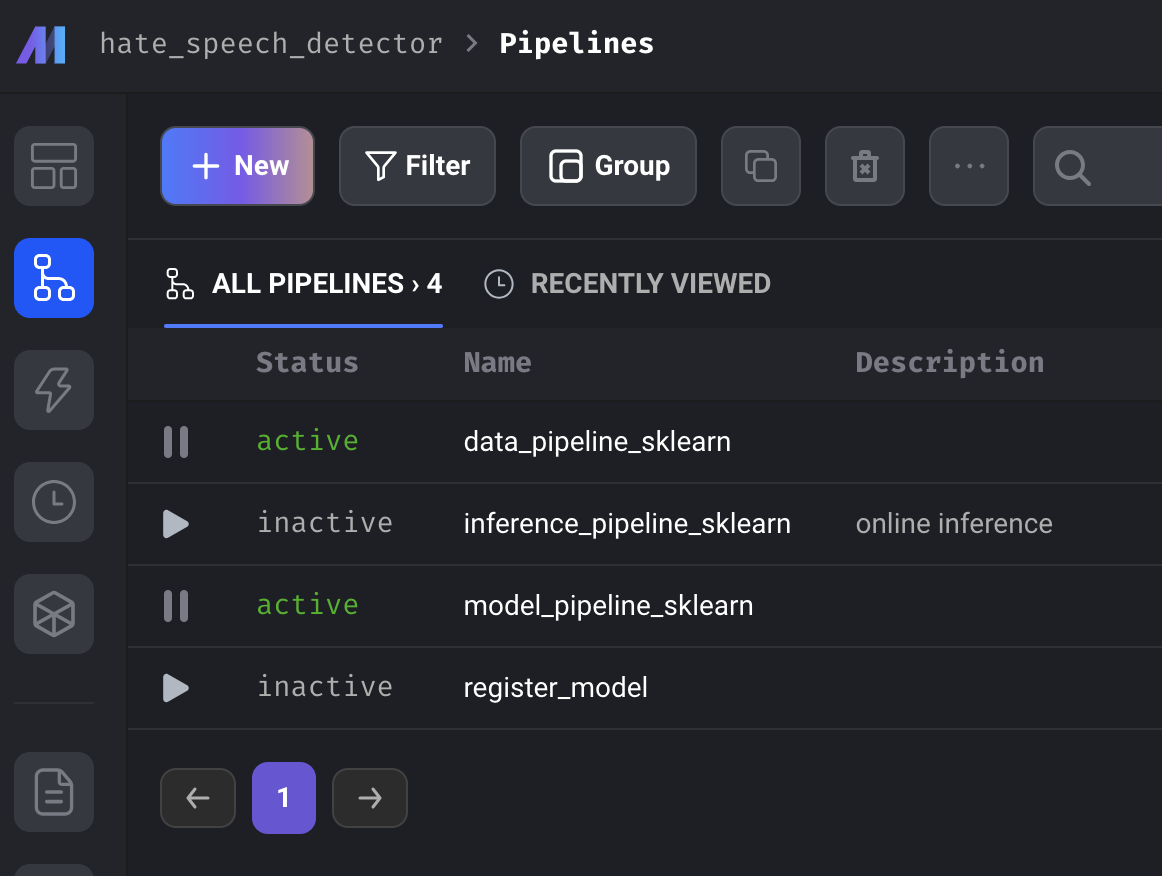 hate_speech_detector > Pipelines
+ New Filter Group ...
ALL PIPELINES › 4 RECENTLY VIEWED
Status Name Description
active data_pipeline_sklearn
inactive inference_pipeline_sklearn online inference
active model_pipeline_sklearn
inactive register_model
← 1 →